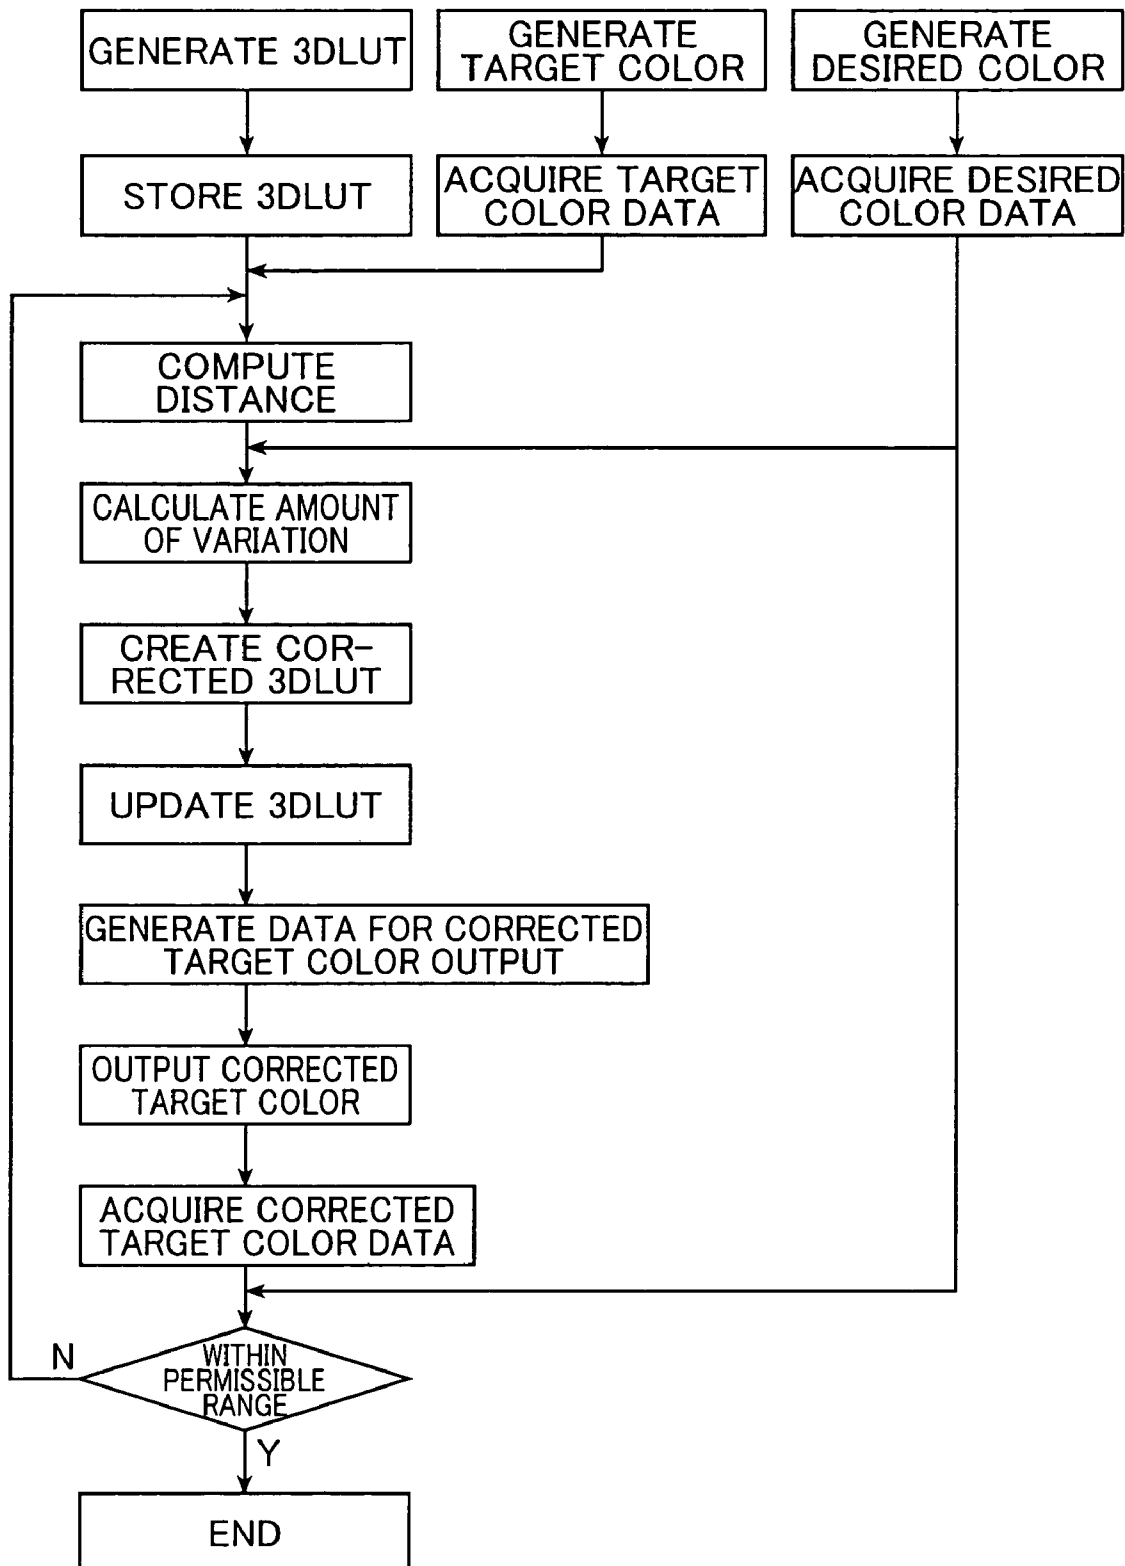 GENERATE 3DLUT
GENERATE
TARGET COLOR
GENERATE
DESIRED COLOR
STORE 3DLUT
ACQUIRE TARGET
COLOR DATA
ACQUIRE DESIRED
COLOR DATA
COMPUTE
DISTANCE
CALCULATE AMOUNT
OF VARIATION
CREATE COR-
RECTED 3DLUT
UPDATE 3DLUT
GENERATE DATA FOR CORRECTED
TARGET COLOR OUTPUT
OUTPUT CORRECTED
TARGET COLOR
ACQUIRE CORRECTED
TARGET COLOR DATA
N
WITHIN
PERMISSIBLE
RANGE
Y
END